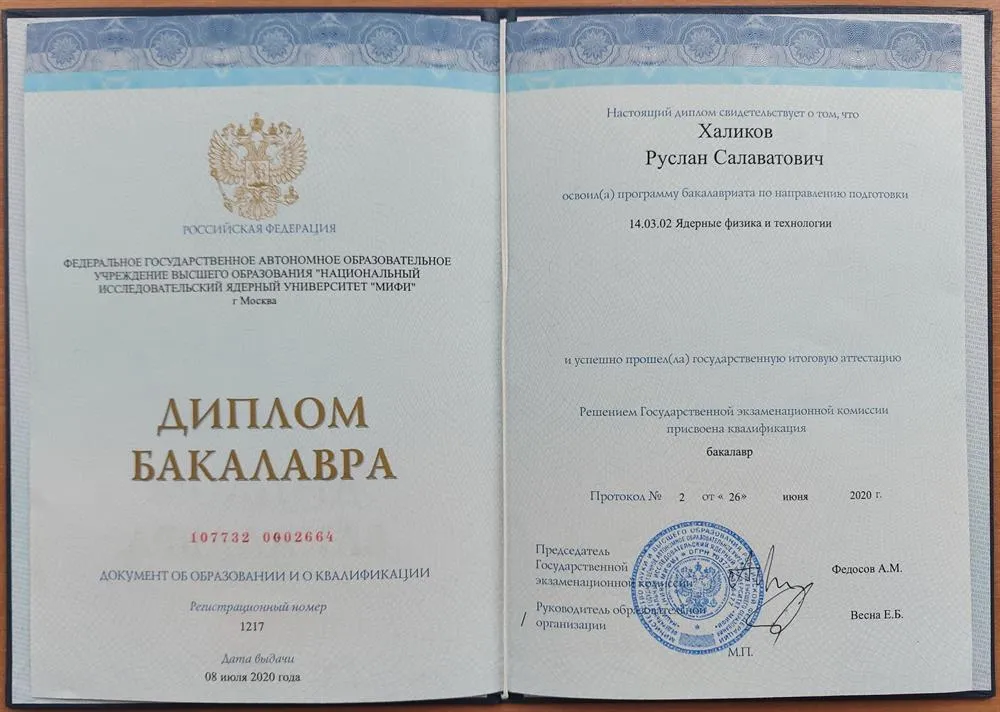 РОССИЙСКАЯ ФЕДЕРАЦИЯ
ФЕДЕРАЛЬНОЕ ГОСУДАРСТВЕННОЕ АВТОНОМНОЕ ОБРАЗОВАТЕЛЬНОЕ
УЧРЕЖДЕНИЕ ВЫСШЕГО ОБРАЗОВАНИЯ "НАЦИОНАЛЬНЫЙ
ИССЛЕДОВАТЕЛЬСКИЙ ЯДЕРНЫЙ УНИВЕРСИТЕТ "МИФИ"
г Москва
ДИПЛОМ
БАКАЛАВРА
107732 0002664
ДОКУМЕНТ ОБ ОБРАЗОВАНИИ И О КВАЛИФИКАЦИИ
Регистрационный номер
1217
Дата выдачи
08 июля 2020 года
Настоящий диплом свидетельствует о том, что
Халиков
Руслан Салаватович
освоил(а) программу бакалавриата по направлению подготовки
14.03.02 Ядерные физика и технологии
и успешно прошел(ла) государственную итоговую аттестацию
Решением Государственной экзаменационной комиссии
присвоена квалификация
бакалавр
Протокол № 2 от « 26» июня 2020 г.
Председатель
Государственной
экзаменационной комиссии
Федосов А.М.
/ Руководитель образовательной
организации
Весна Е.Б.
М.П.